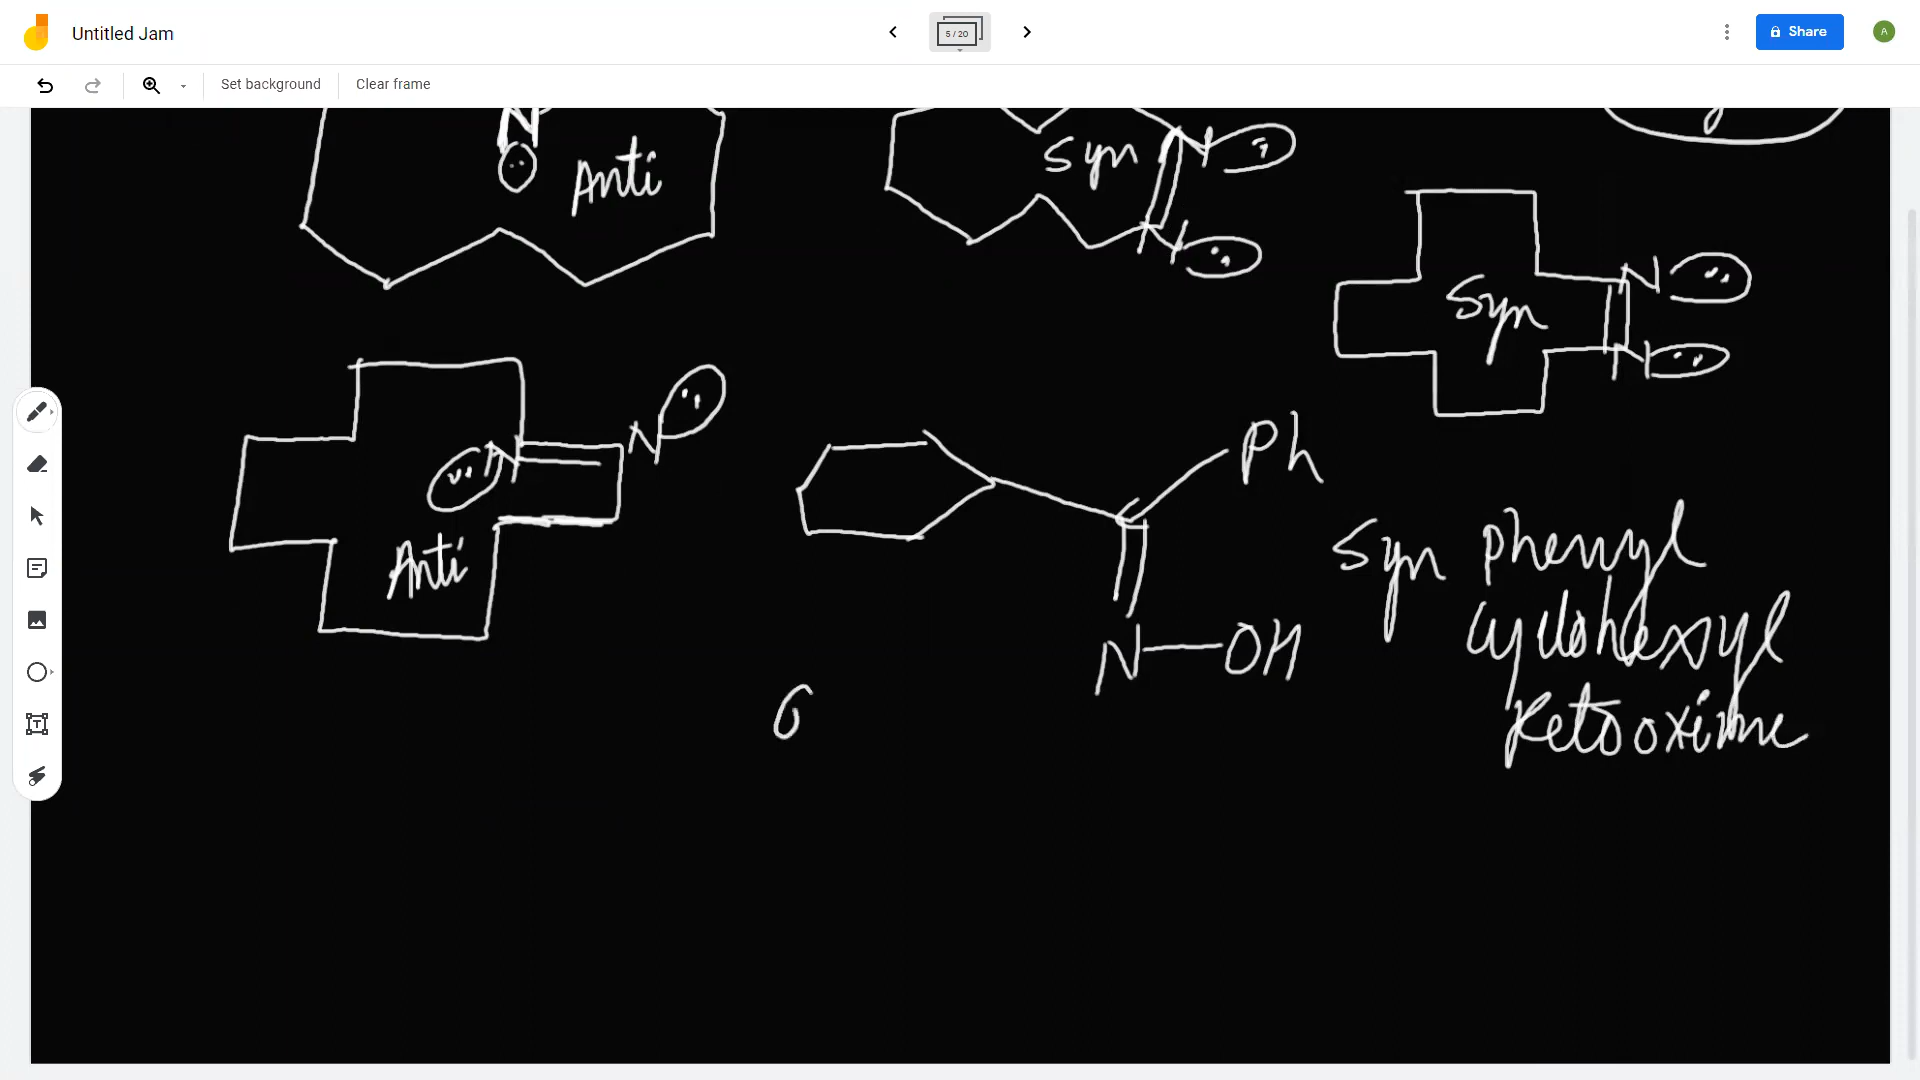 Untitled Jam
5 / 20
Share
A
Set background
Clear frame
N
Anti
Syn
N
N
Syn
N
N
N
N
Anti
Ph
N-OH
Syn phenyl
cyclohexyl
Ketooxime